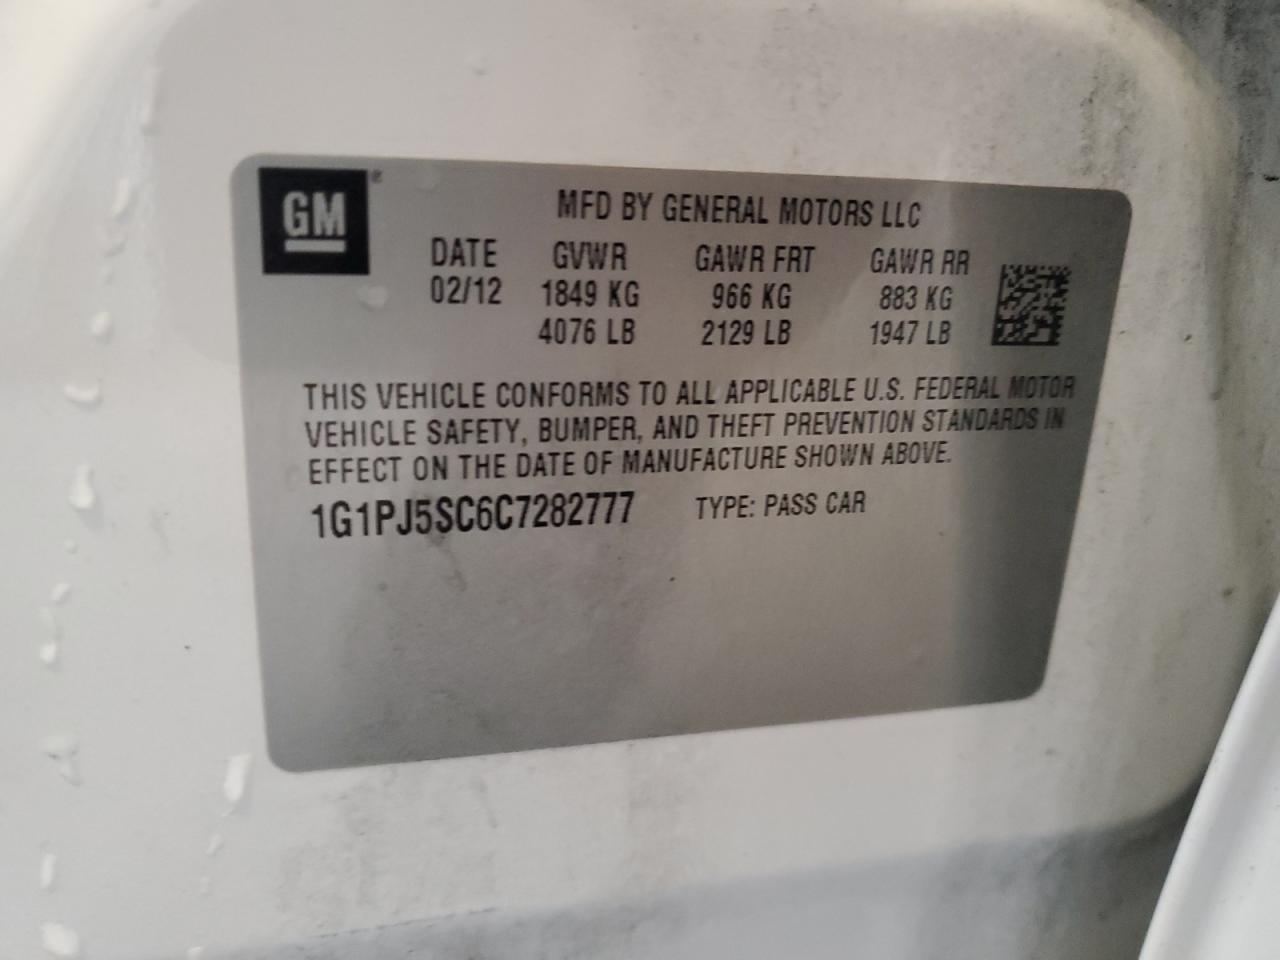 GM
MFD BY GENERAL MOTORS LLC
DATE GVWR GAWR FRT GAWR RR
02/12 1849 KG 966 KG 883 KG
4076 LB 2129 LB 1947 LB
THIS VEHICLE CONFORMS TO ALL APPLICABLE U.S. FEDERAL MOTOR
VEHICLE SAFETY, BUMPER, AND THEFT PREVENTION STANDARDS IN
EFFECT ON THE DATE OF MANUFACTURE SHOWN ABOVE.
1G1PJ5SC6C7282777 TYPE: PASS CAR